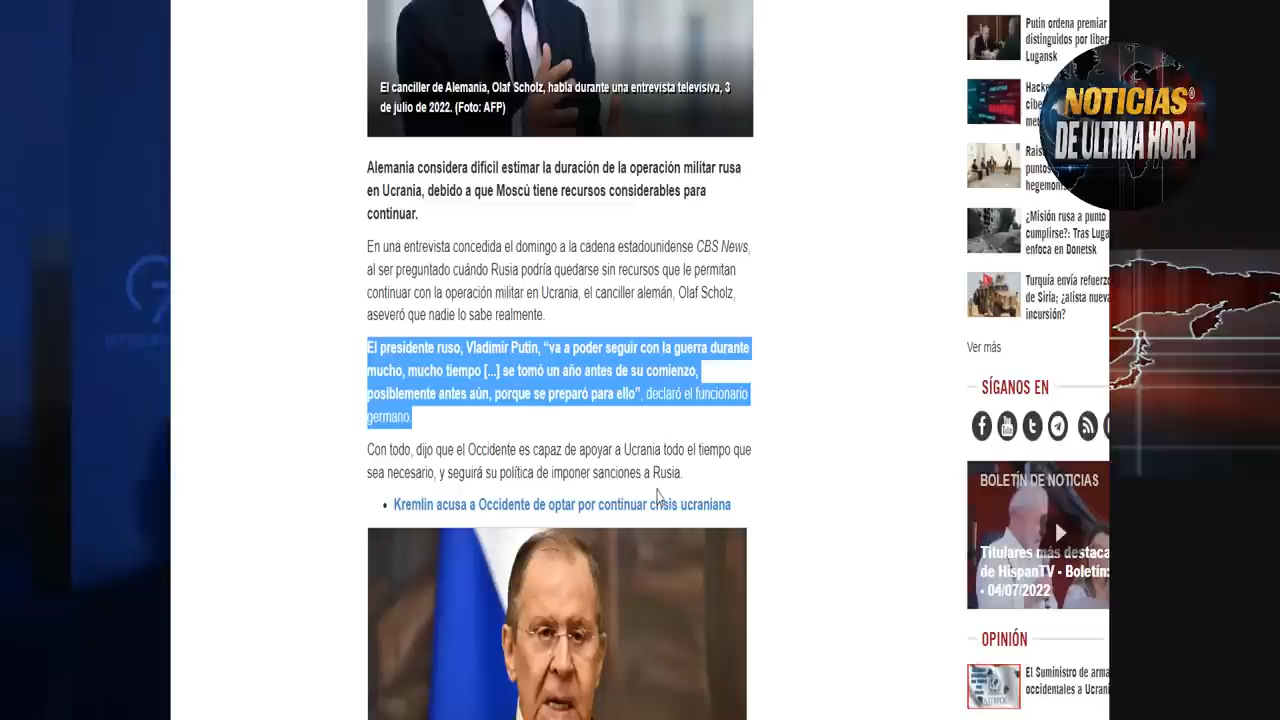 El canciller de Alemania, Olaf Scholz, habla durante una entrevista televisiva, 3
de julio de 2022. (Foto: AFP)
Alemania considera difícil estimar la duración de la operación militar rusa
en Ucrania, debido a que Moscú tiene recursos considerables para
continuar.
En una entrevista concedida el domingo a la cadena estadounidense CBS News,
al ser preguntado cuándo Rusia podría quedarse sin recursos que le permitan
continuar con la operación militar en Ucrania, el canciller alemán, Olaf Scholz,
aseveró que nadie lo sabe realmente.
El presidente ruso, Vladimir Putin, “va a poder seguir con la guerra durante
mucho, mucho tiempo [...] se tomó un año antes de su comienzo,
posiblemente antes aún, porque se preparó para ello”, declaró el funcionario
germano.
Con todo, dijo que el Occidente es capaz de apoyar a Ucrania todo el tiempo que
sea necesario, y seguirá su política de imponer sanciones a Rusia.
• Kremlin acusa a Occidente de optar por continuar crisis ucraniana
Putin ordena premiar
distinguidos por libera
Lugansk
Hacke
cibe
met
Rais
puntos
hegemon
¿Misión rusa a punto
cumplirse?: Tras Luga
enfoca en Donetsk
Turquía envía refuerzo
de Siria; ¿alista nueva
incursión?
Ver más
SÍGANOS EN
BOLETÍN DE NOTICIAS
Titulares más destaca
de HispanTV - Boletín:
- 04/07/2022
OPINIÓN
El Suministro de arma
occidentales a Ucrani
NOTICIAS®
DE ULTIMA HORA